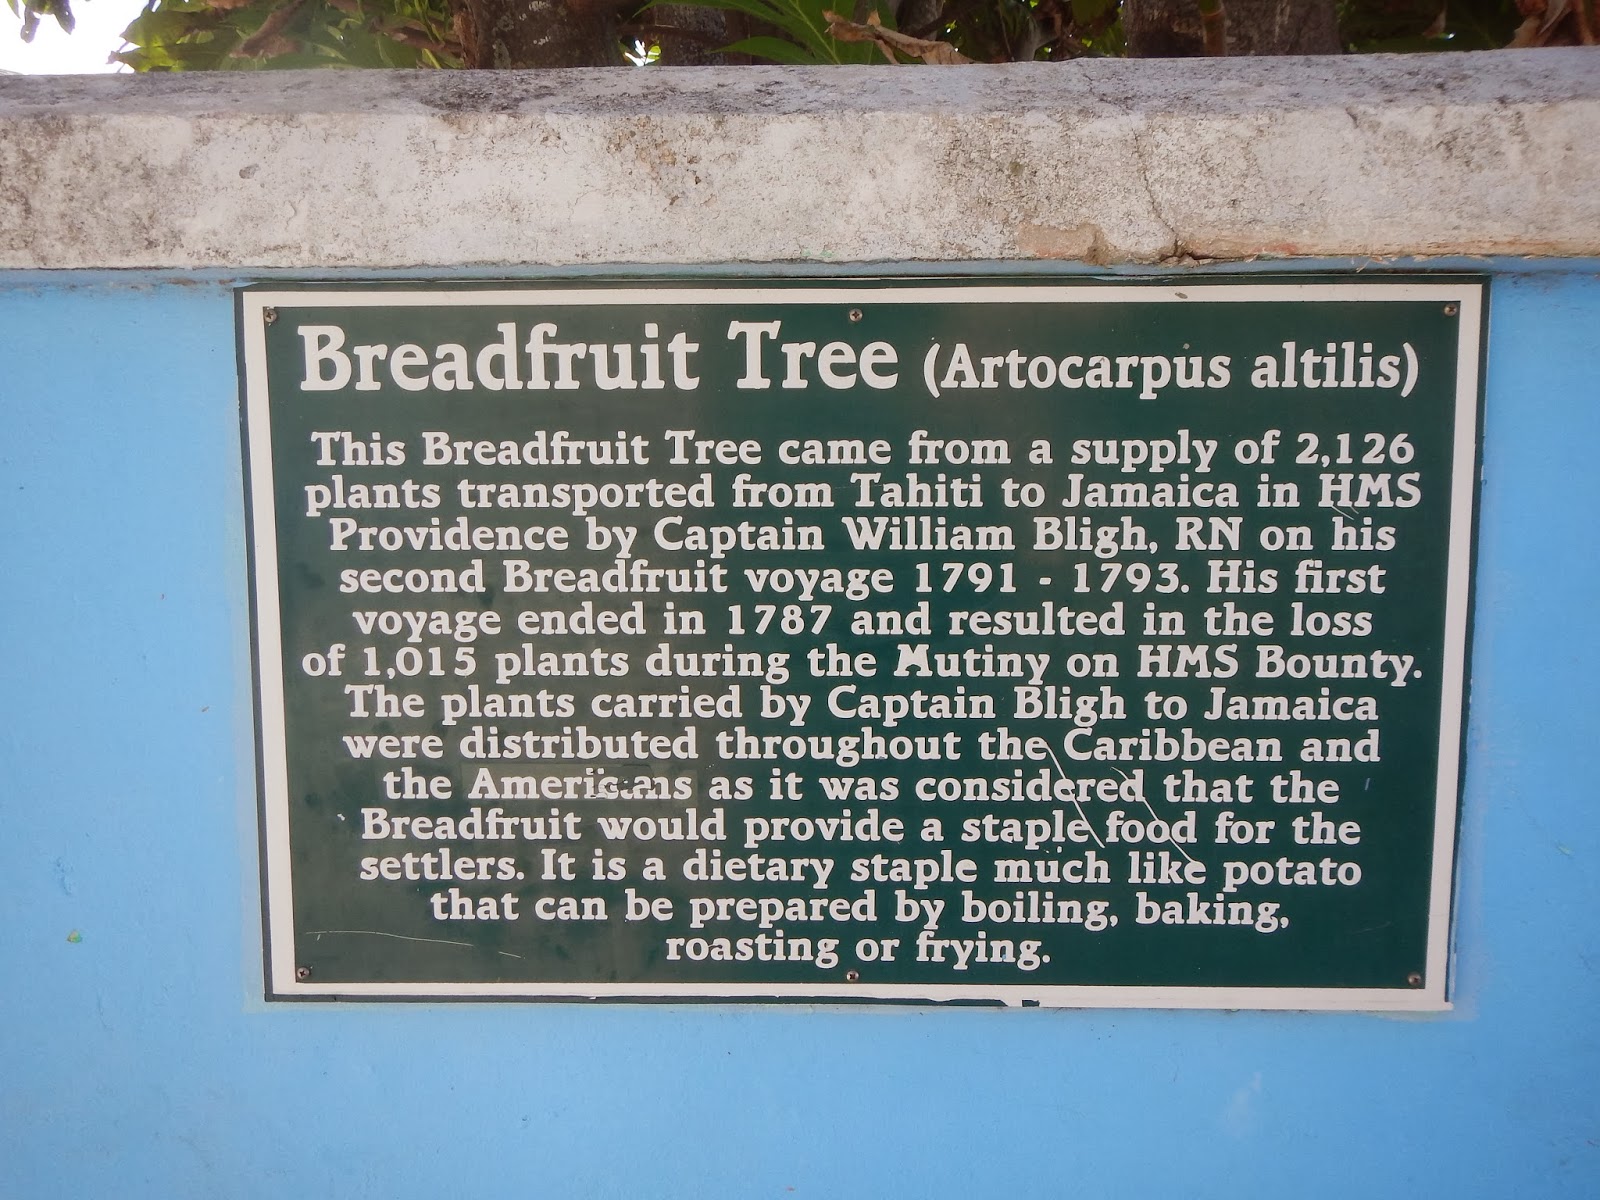 Breadfruit Tree (Artocarpus altilis)
This Breadfruit Tree came from a supply of 2,126
plants transported from Tahiti to Jamaica in HMS
Providence by Captain William Bligh, RN on his
second Breadfruit voyage 1791 - 1793. His first
voyage ended in 1787 and resulted in the loss
of 1,015 plants during the Mutiny on HMS Bounty.
The plants carried by Captain Bligh to Jamaica
were distributed throughout the Caribbean and
the Americans as it was considered that the
Breadfruit would provide a staple food for the
settlers. It is a dietary staple much like potato
that can be prepared by boiling, baking,
roasting or frying.